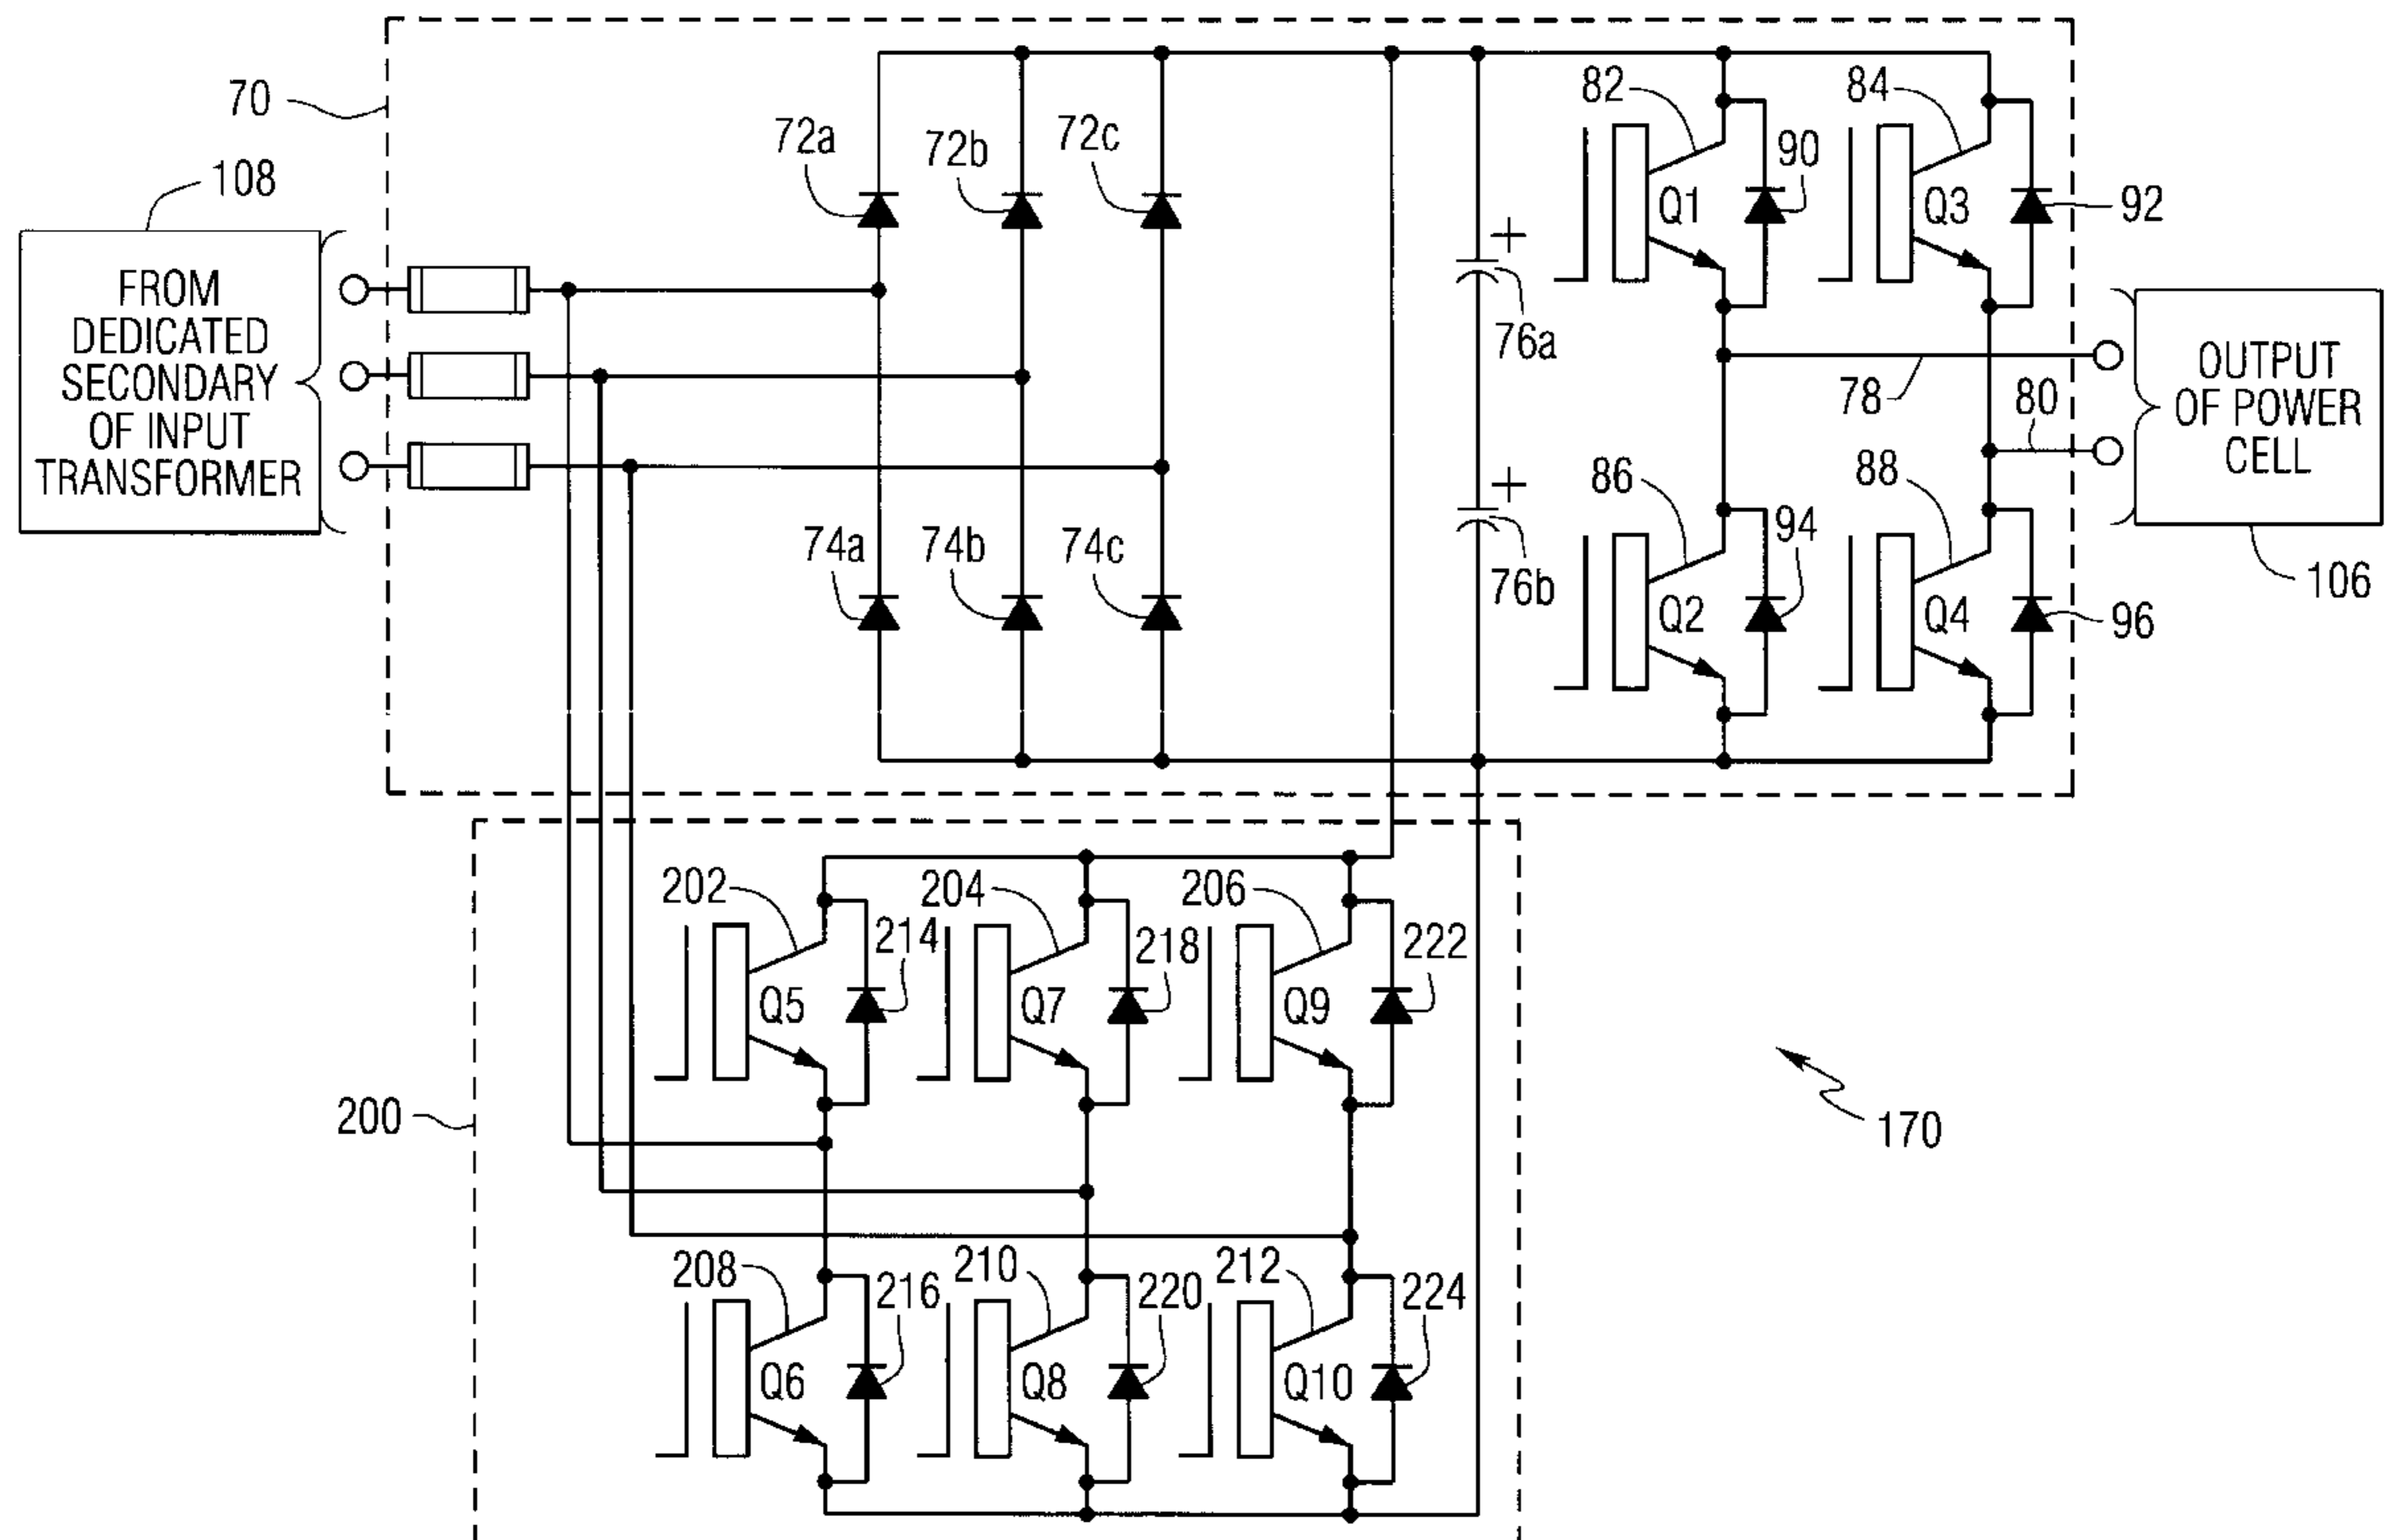 70
108
FROM
DEDICATED
SECONDARY
OF INPUT
TRANSFORMER
72a
72b
72c
74a
74b
74c
+
76a
+
76b
82
84
Q1
90
Q3
92
78
80
86
88
Q2
94
Q4
96
OUTPUT
OF POWER
CELL
106
200
202
204
206
Q5
214
Q7
218
Q9
222
208
210
212
Q6
216
Q8
220
Q10
224
170